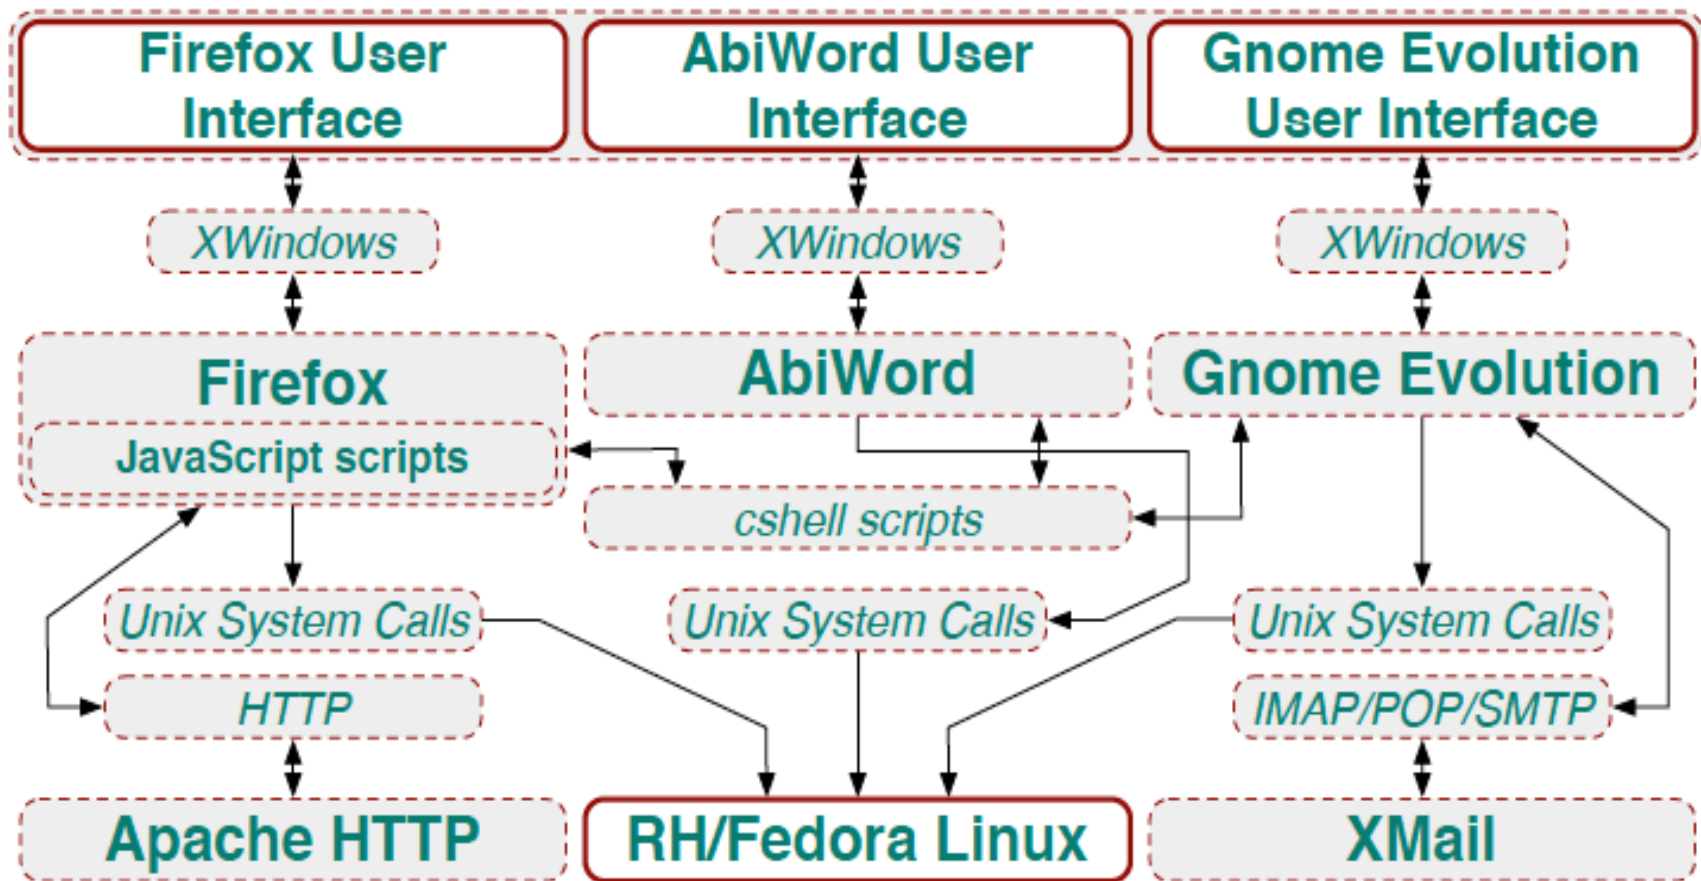 Firefox User
Interface
AbiWord User
Interface
Gnome Evolution
User Interface
XWindows
XWindows
XWindows
Firefox
JavaScript scripts
AbiWord
Gnome Evolution
cshell scripts
Unix System Calls
Unix System Calls
Unix System Calls
HTTP
IMAP/POP/SMTP
Apache HTTP
RH/Fedora Linux
XMail